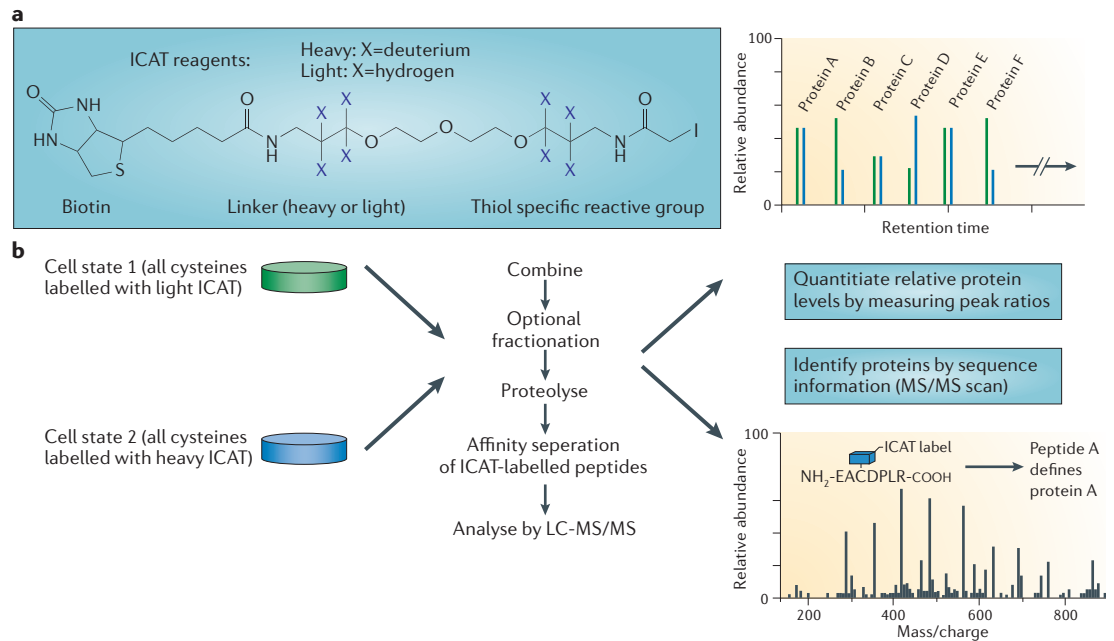 a
ICAT reagents:
Heavy: X=deuterium
Light: X=hydrogen
O
NH
HN
S
O
N
H
X X
X X
X X
O
O
O
X X
X X
X X
N
H
O
I
Biotin
Linker (heavy or light)
Thiol specific reactive group
100
0
Relative abundance
Protein A
Protein B
Protein C
Protein D
Protein E
Protein F
Retention time
b
Cell state 1 (all cysteines
labelled with light ICAT)
Cell state 2 (all cysteines
labelled with heavy ICAT)
Combine
Optional
fractionation
Proteolyse
Affinity seperation
of ICAT-labelled peptides
Analyse by LC-MS/MS
Quantitiate relative protein
levels by measuring peak ratios
Identify proteins by sequence
information (MS/MS scan)
100
0
Relative abundance
ICAT label
NH2-EACDPLR-COOH
Peptide A
defines
protein A
200 400 600 800
Mass/charge